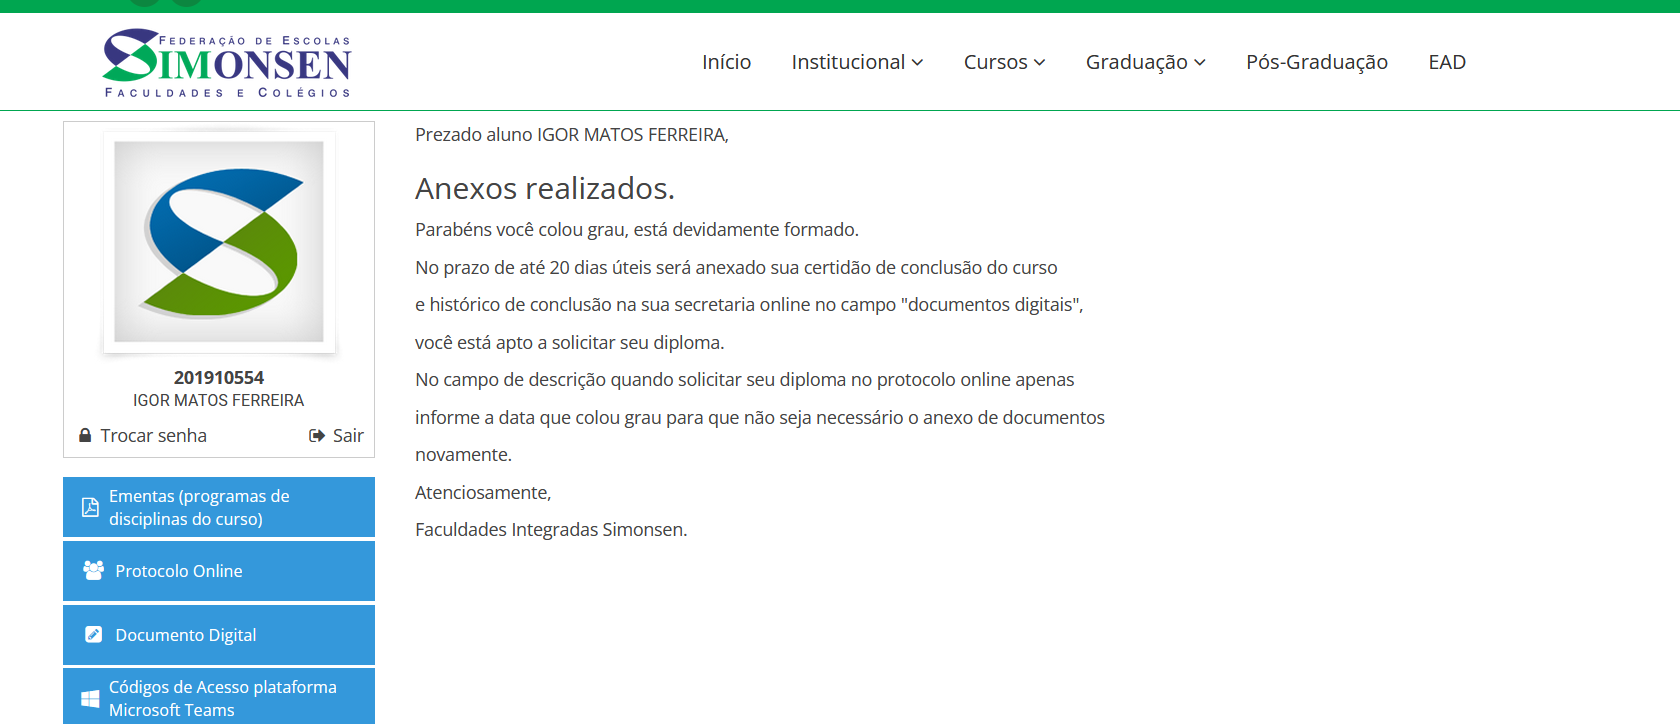 FEDERAÇÃO DE ESCOLAS
SIMONSEN
FACULDADES E COLÉGIOS
Início Institucional Cursos Graduação Pós-Graduação EAD
201910554
IGOR MATOS FERREIRA
Trocar senha Sair
Ementas (programas de
disciplinas do curso)
Protocolo Online
Documento Digital
Códigos de Acesso plataforma
Microsoft Teams
Prezado aluno IGOR MATOS FERREIRA,
Anexos realizados.
Parabéns você colou grau, está devidamente formado.
No prazo de até 20 dias úteis será anexado sua certidão de conclusão do curso
e histórico de conclusão na sua secretaria online no campo "documentos digitais",
você está apto a solicitar seu diploma.
No campo de descrição quando solicitar seu diploma no protocolo online apenas
informe a data que colou grau para que não seja necessário o anexo de documentos
novamente.
Atenciosamente,
Faculdades Integradas Simonsen.